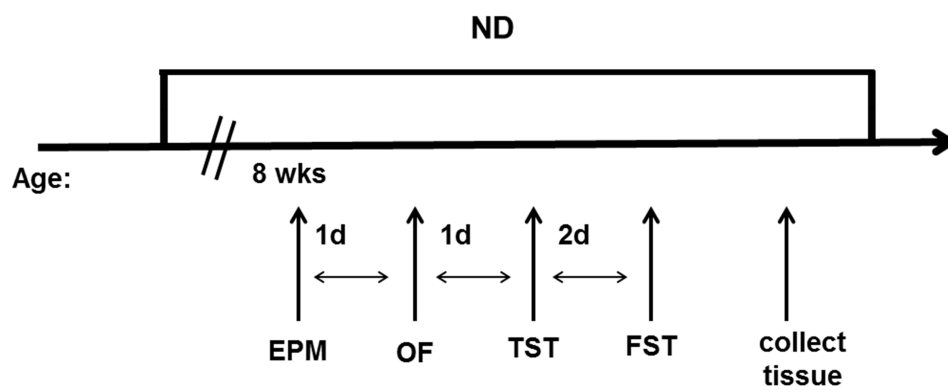 ND
Age:
8 wks
1d
1d
2d
EPM
OF
TST
FST
collect
tissue